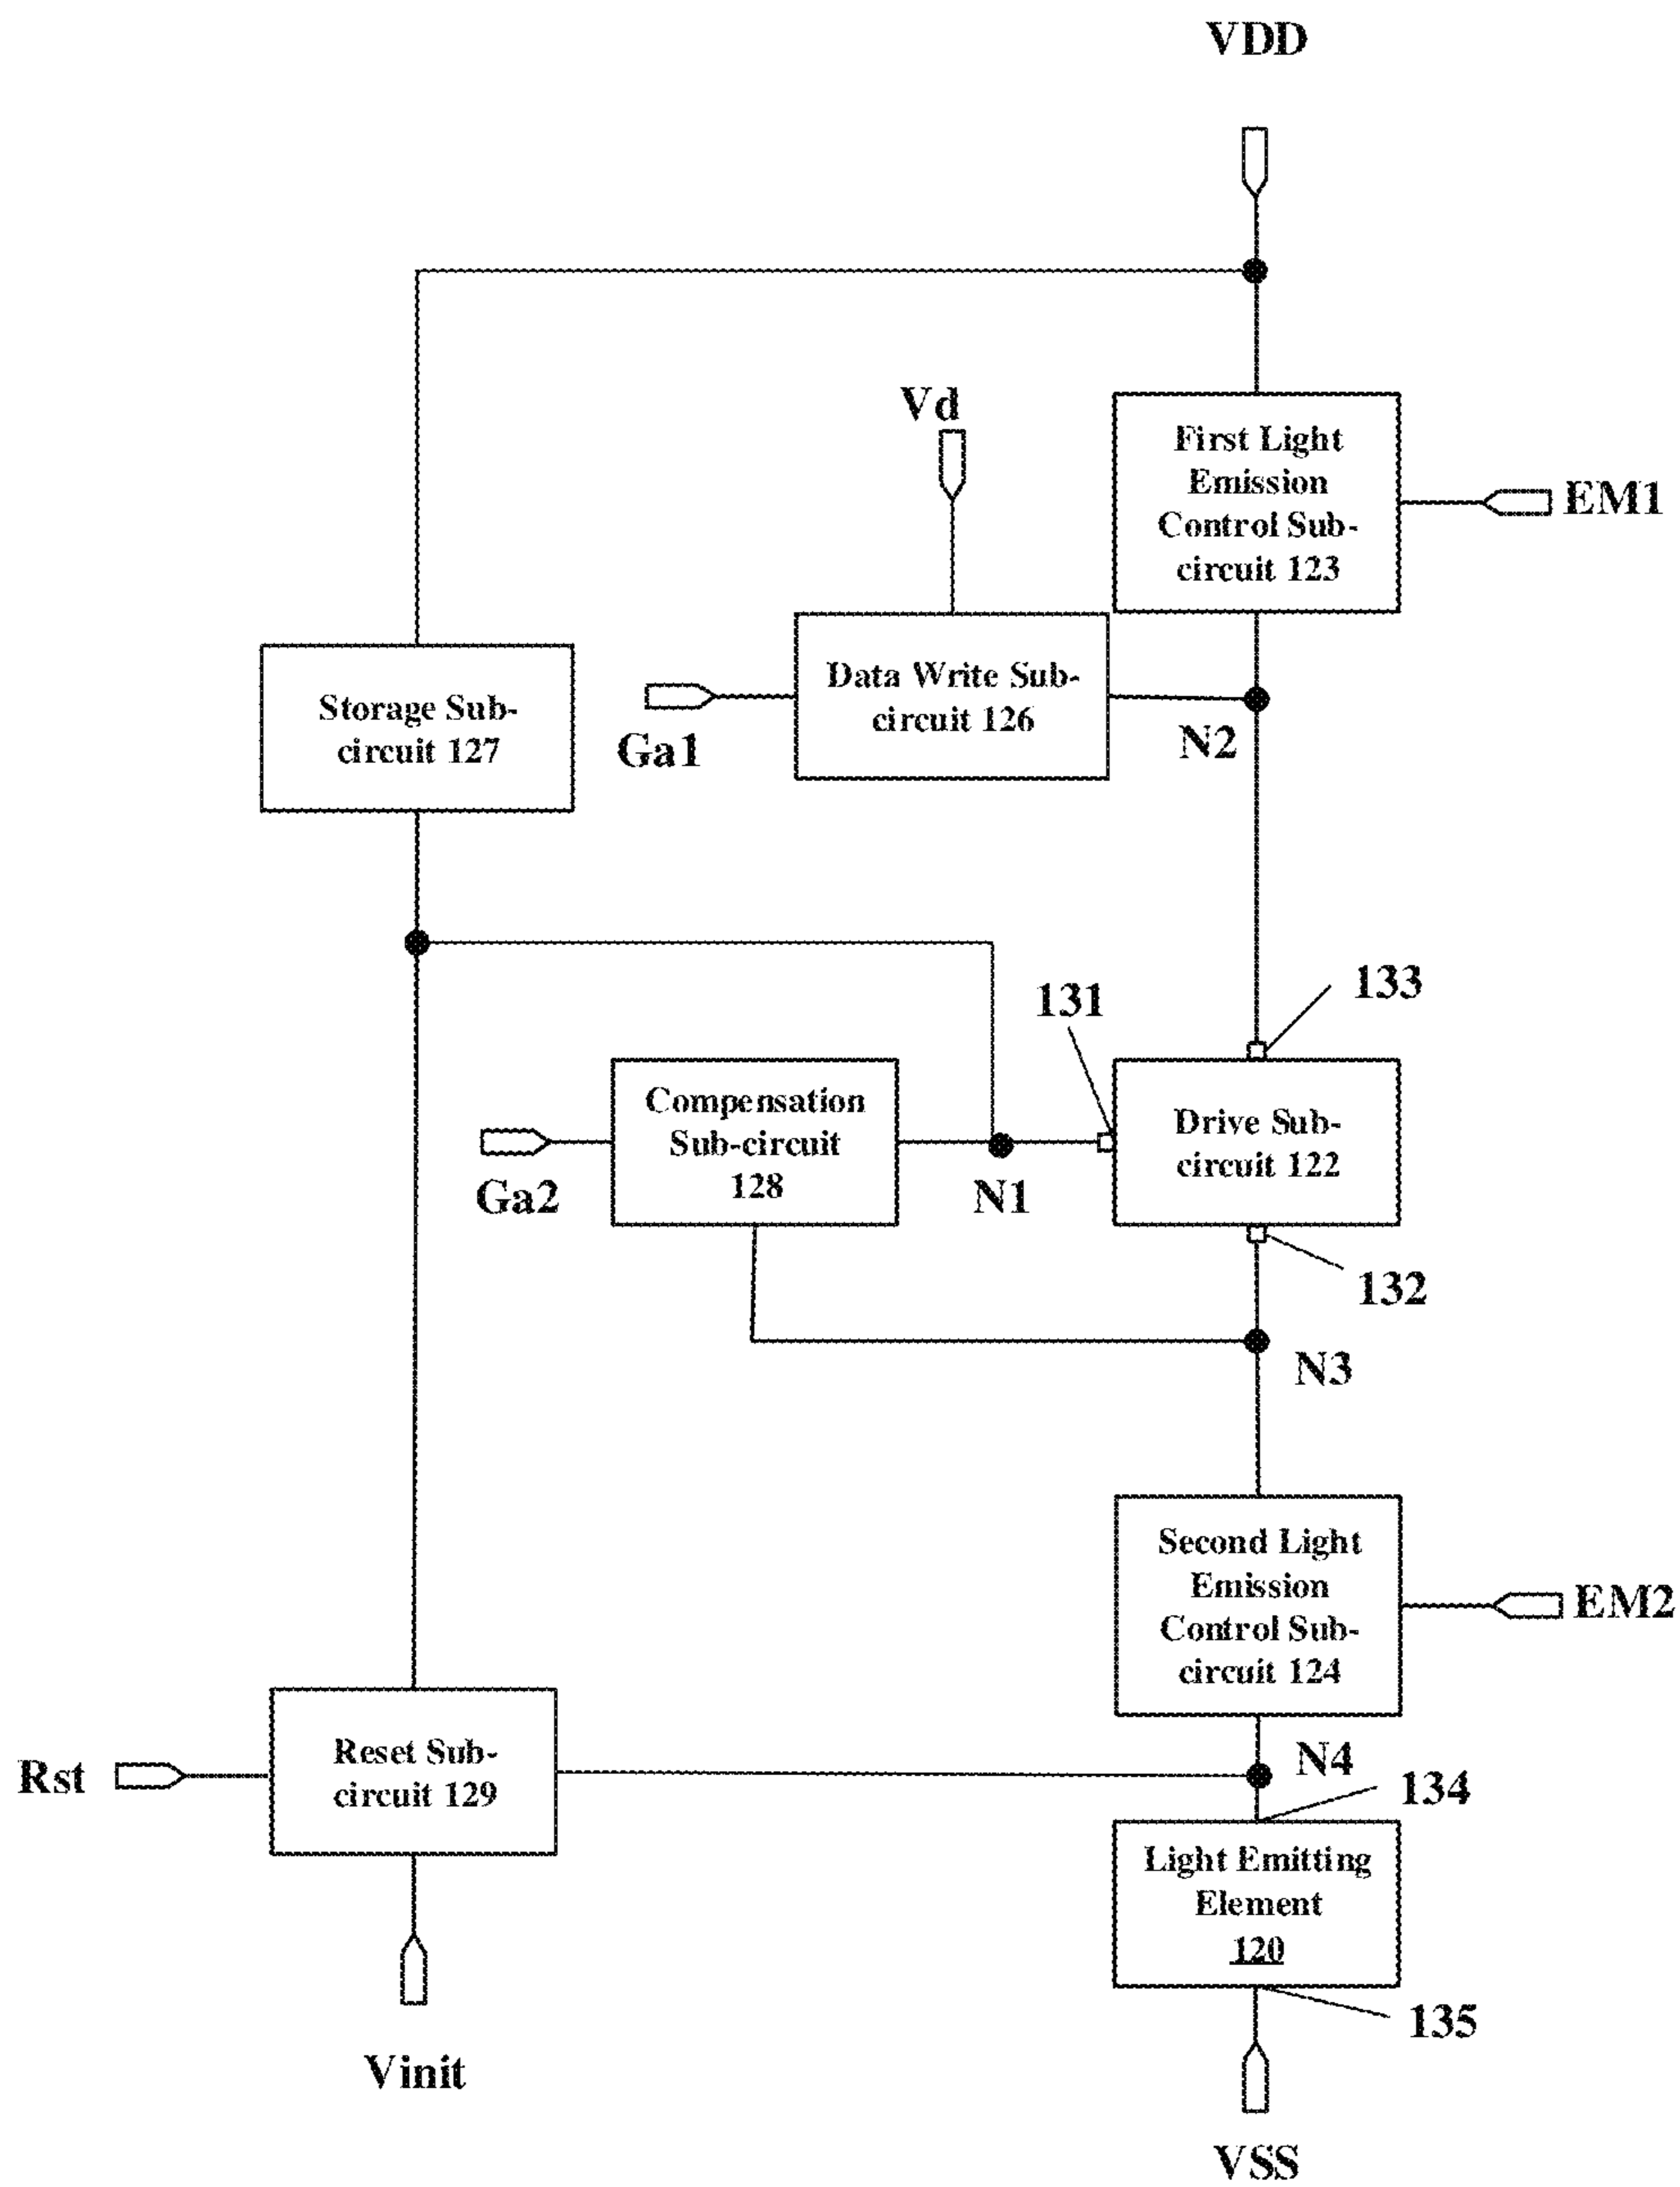 VDD
Vd
First Light
Emission
Control Sub-
circuit 123
EM1
Data Write Sub-
circuit 126
Storage Sub-
circuit 127
Ga1
N2
133
131
Compensation
Sub-circuit
128
Drive Sub-
circuit 122
Ga2
N1
132
N3
Second Light
Emission
Control Sub-
circuit 124
EM2
Reset Sub-
circuit 129
Rst
N4
134
Light Emitting
Element
120
135
Vinit
VSS